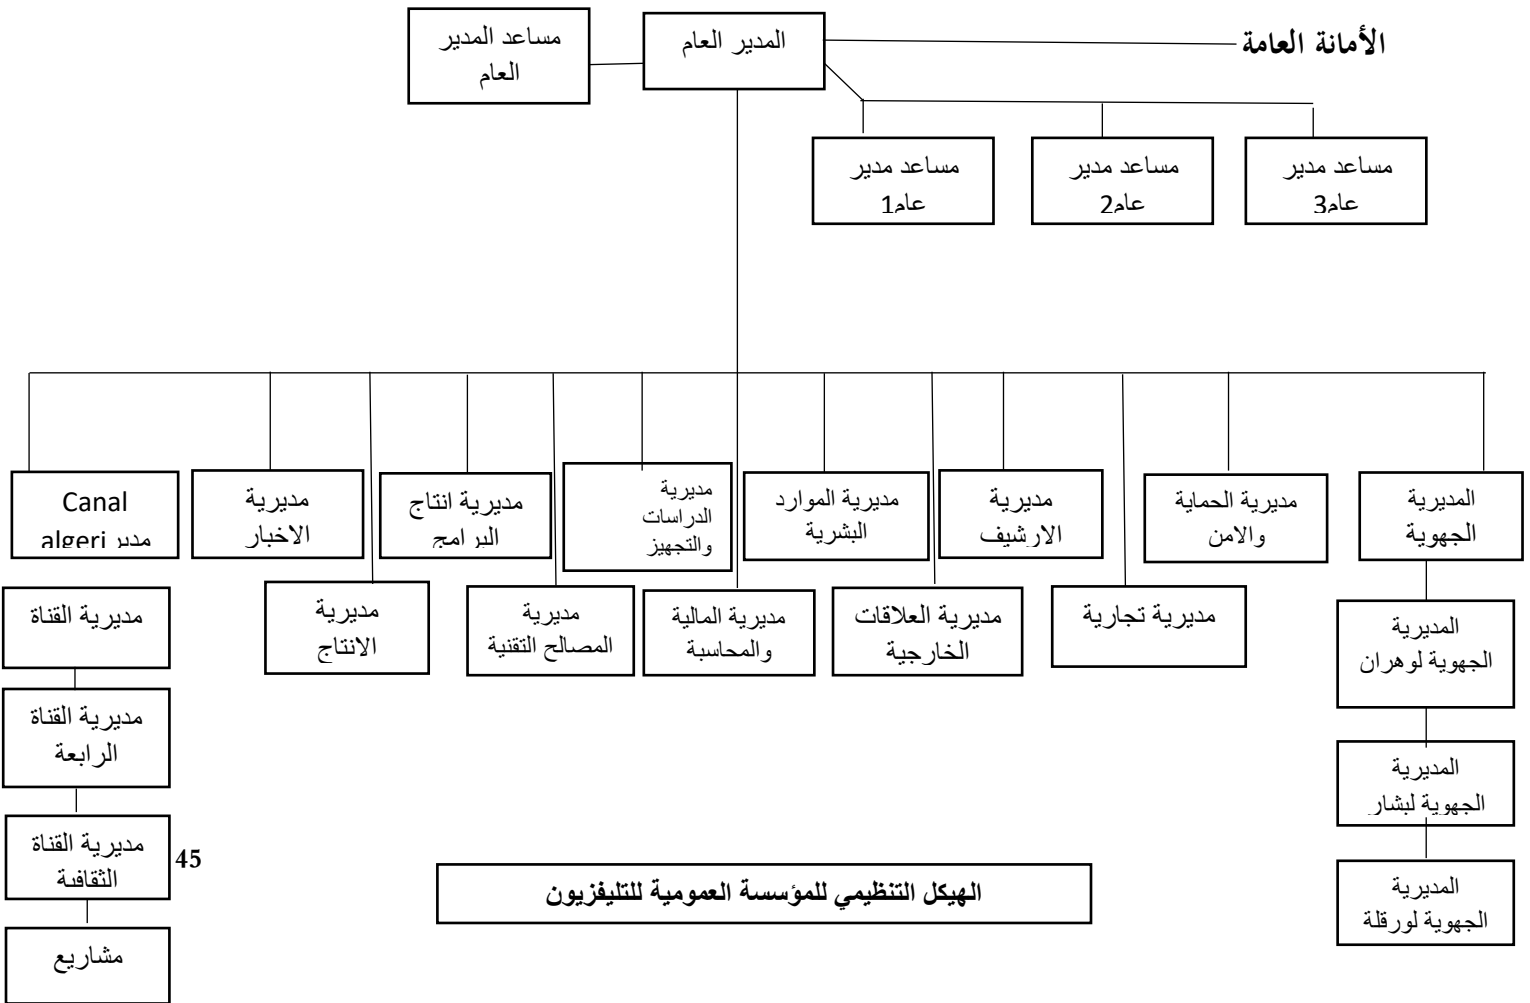 الأمانة العامة
المدير العام
مساعد المدير
العام
مساعد مدير
عام3
مساعد مدير
عام2
مساعد مدير
عام1
المديرية
الجهوية
مديرية الحماية
والامن
مديرية
الارشيف
مديرية الموارد
البشرية
مديرية
الدراسات
والتجهيز
مديرية انتاج
البرامج
مديرية
الاخبار
Canal
مدير algeri
المديرية
الجهوية لوهران
مديرية تجارية
مديرية العلاقات
الخارجية
مديرية المالية
والمحاسبة
مديرية
المصالح التقنية
مديرية
الانتاج
مديرية القناة
مديرية القناة
الرابعة
المديرية
الجهوية لبشار
مديرية القناة
الثقافية
45
المديرية
الجهوية لورقلة
الهيكل التنظيمي للمؤسسة العمومية للتليفزيون
مشاريع